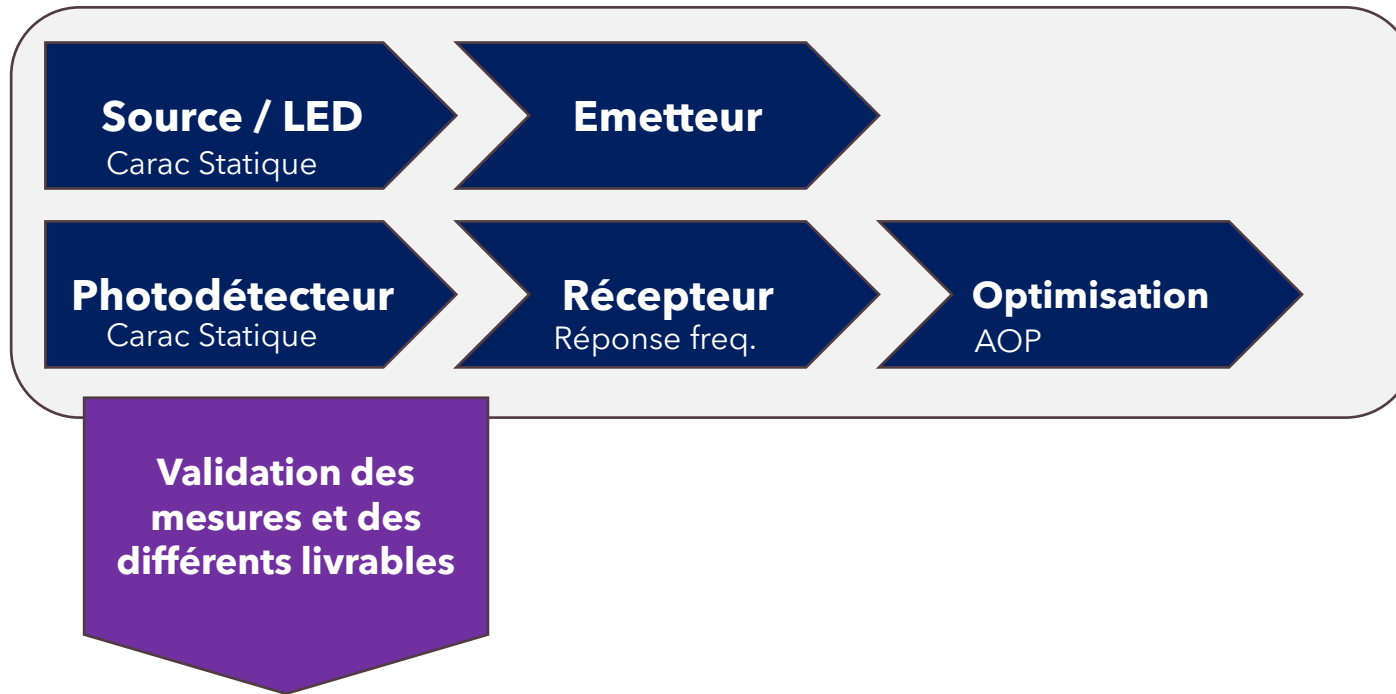 Source / LED
Carac Statique
Emetteur
Photodétecteur
Carac Statique
Récepteur
Réponse freq.
Optimisation
AOP
Validation des
mesures et des
différents livrables